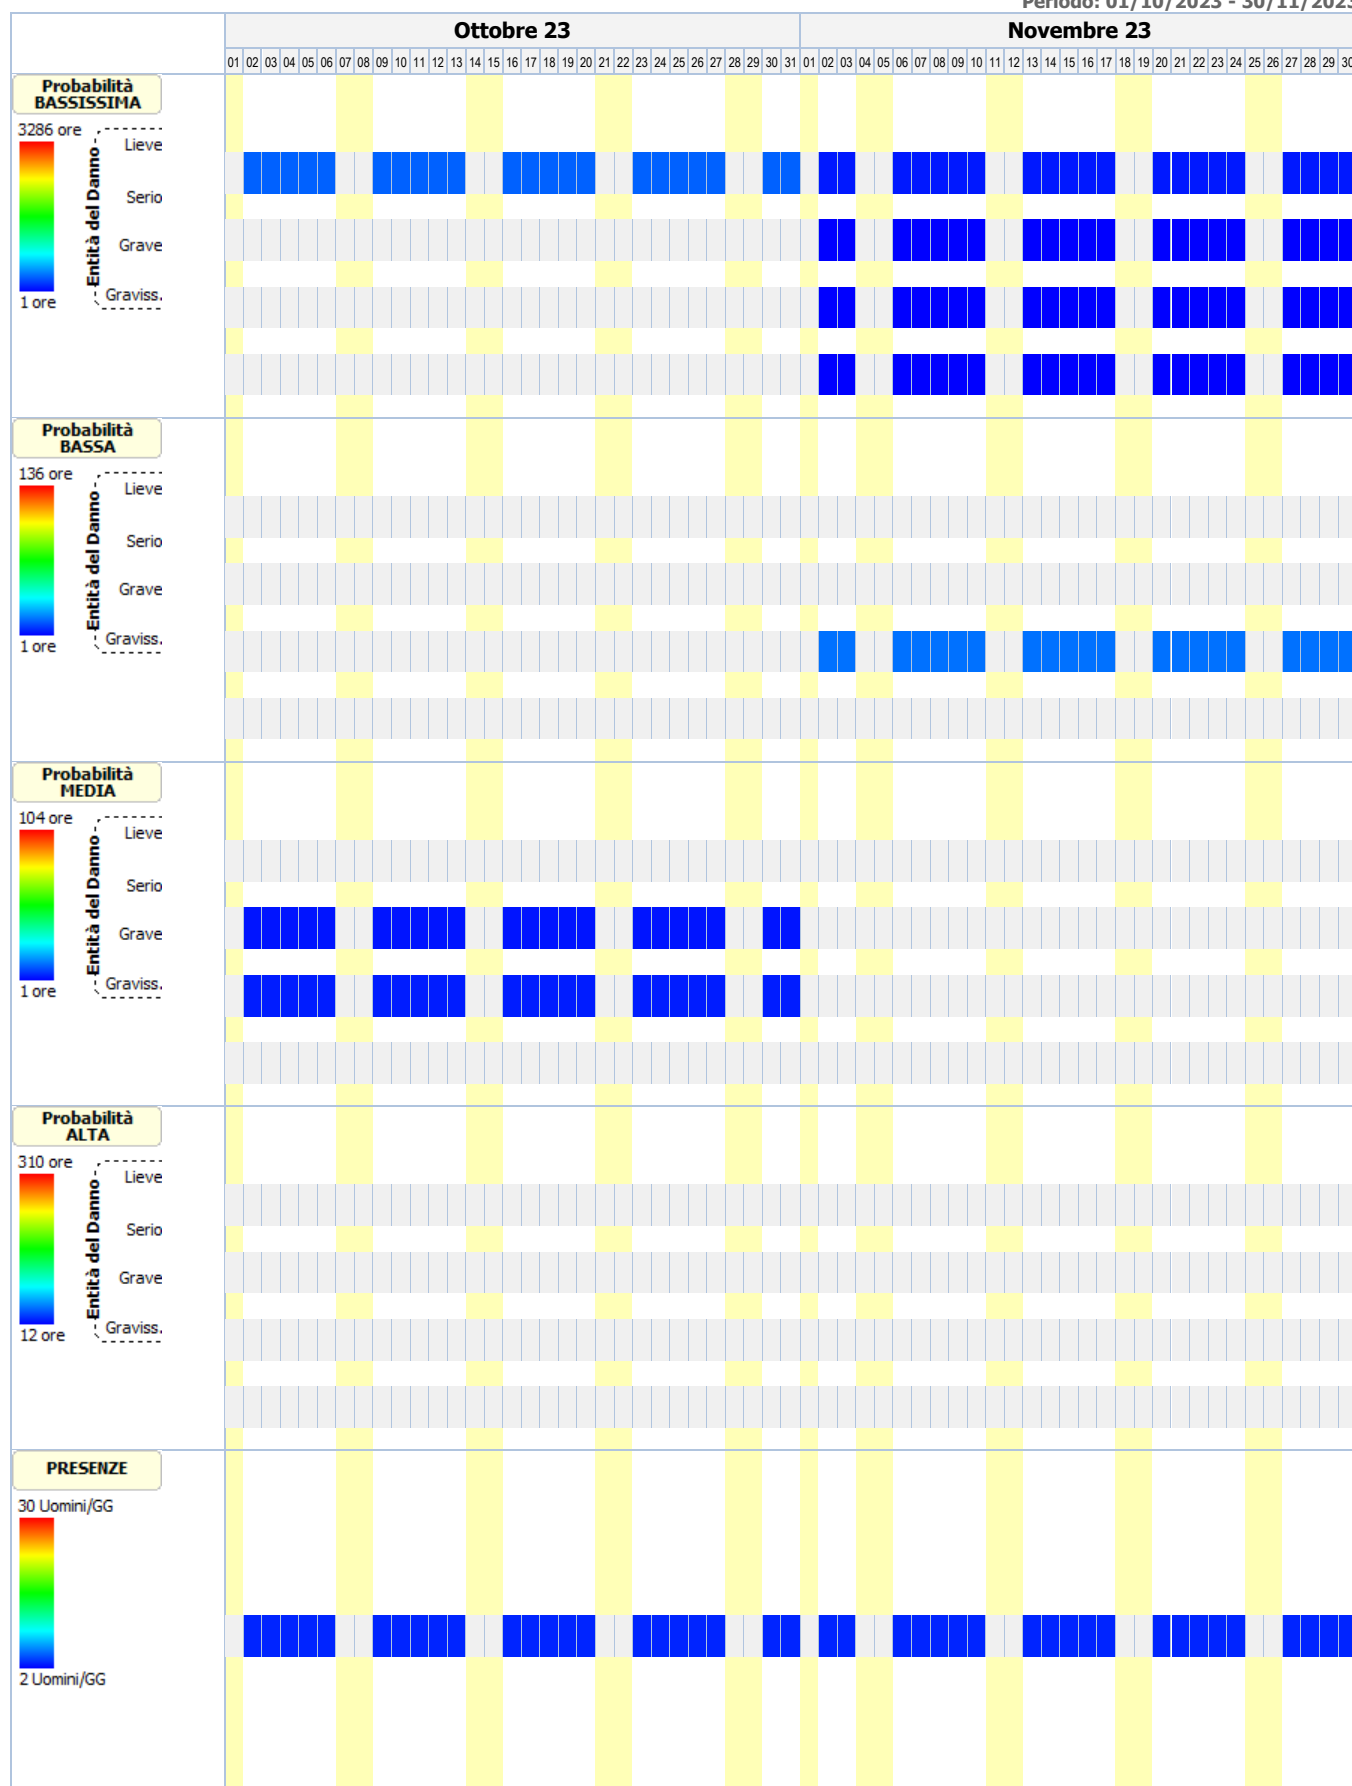 Periodo: 01/10/2023 - 30/11/2023
Ottobre 23 Novembre 23
01 02 03 04 05 06 07 08 09 10 11 12 13 14 15 16 17 18 19 20 21 22 23 24 25 26 27 28 29 30 31 01 02 03 04 05 06 07 08 09 10 11 12 13 14 15 16 17 18 19 20 21 22 23 24 25 26 27 28 29 30
Probabilità
BASSISSIMA
3286 ore
Entità del Danno
Lieve
Serio
Grave
Graviss.
1 ore
Probabilità
BASSA
136 ore
Entità del Danno
Lieve
Serio
Grave
Graviss.
1 ore
Probabilità
MEDIA
104 ore
Entità del Danno
Lieve
Serio
Grave
Graviss.
1 ore
Probabilità
ALTA
310 ore
Entità del Danno
Lieve
Serio
Grave
Graviss.
12 ore
PRESENZE
30 Uomini/GG
2 Uomini/GG